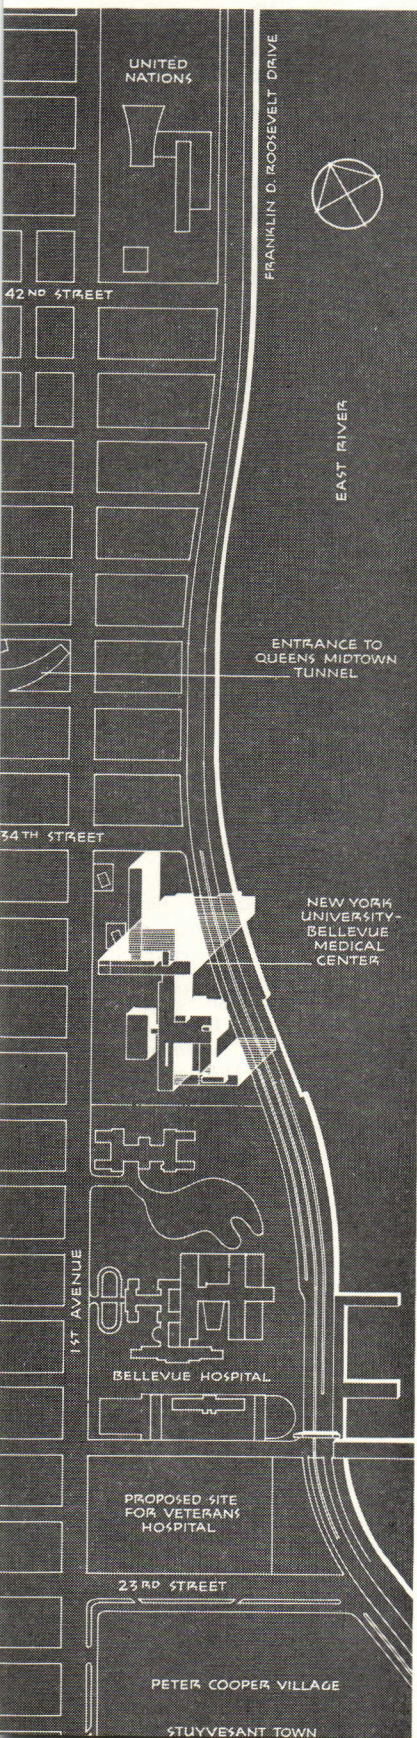 UNITED
NATIONS
FRANKLIN D. ROOSEVELT DRIVE
42ND STREET
EAST RIVER
ENTRANCE TO
QUEENS MIDTOWN
TUNNEL
34TH STREET
NEW YORK
UNIVERSITY-
BELLEVUE
MEDICAL
CENTER
1ST AVENUE
BELLEVUE HOSPITAL
PROPOSED SITE
FOR VETERANS
HOSPITAL
23RD STREET
PETER COOPER VILLAGE
STUYVESANT TOWN